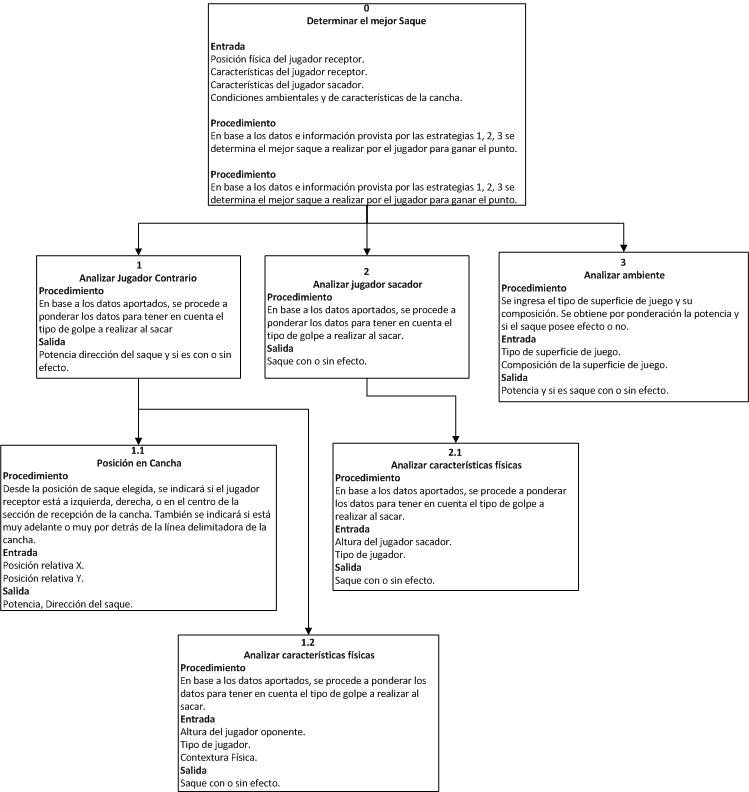 0
Determinar el mejor Saque
Entrada
Posición física del jugador receptor.
Características del jugador receptor.
Características del jugador sacador.
Condiciones ambientales y de características de la cancha.
Procedimiento
En base a los datos e información provista por las estrategias 1, 2, 3 se
determina el mejor saque a realizar por el jugador para ganar el punto.
Procedimiento
En base a los datos e información provista por las estrategias 1, 2, 3 se
determina el mejor saque a realizar por el jugador para ganar el punto.
1
Analizar Jugador Contrario
Procedimiento
En base a los datos aportados, se procede a
ponderar los datos para tener en cuenta el
tipo de golpe a realizar al sacar
Salida
Potencia dirección del saque y si es con o sin
efecto.
2
Analizar jugador sacador
Procedimiento
En base a los datos aportados, se procede a
ponderar los datos para tener en cuenta el tipo
de golpe a realizar al sacar.
Salida
Saque con o sin efecto.
3
Analizar ambiente
Procedimiento
Se ingresa el tipo de superficie de juego y su
composición. Se obtiene por ponderación la potencia y
si el saque posee efecto o no.
Entrada
Tipo de superficie de juego.
Composición de la superficie de juego.
Salida
Potencia y si es saque con o sin efecto.
1.1
Posición en Cancha
Procedimiento
Desde la posición de saque elegida, se indicará si el jugador
receptor está a izquierda, derecha, o en el centro de la
sección de recepción de la cancha. También se indicará si está
muy adelante o muy por detrás de la línea delimitadora de la
cancha.
Entrada
Posición relativa X.
Posición relativa Y.
Salida
Potencia, Dirección del saque.
2.1
Analizar características físicas
Procedimiento
En base a los datos aportados, se procede a ponderar
los datos para tener en cuenta el tipo de golpe a
realizar al sacar.
Entrada
Altura del jugador sacador.
Tipo de jugador.
Salida
Saque con o sin efecto.
1.2
Analizar características físicas
Procedimiento
En base a los datos aportados, se procede a ponderar los
datos para tener en cuenta el tipo de golpe a realizar al
sacar.
Entrada
Altura del jugador oponente.
Tipo de jugador.
Contextura Física.
Salida
Saque con o sin efecto.